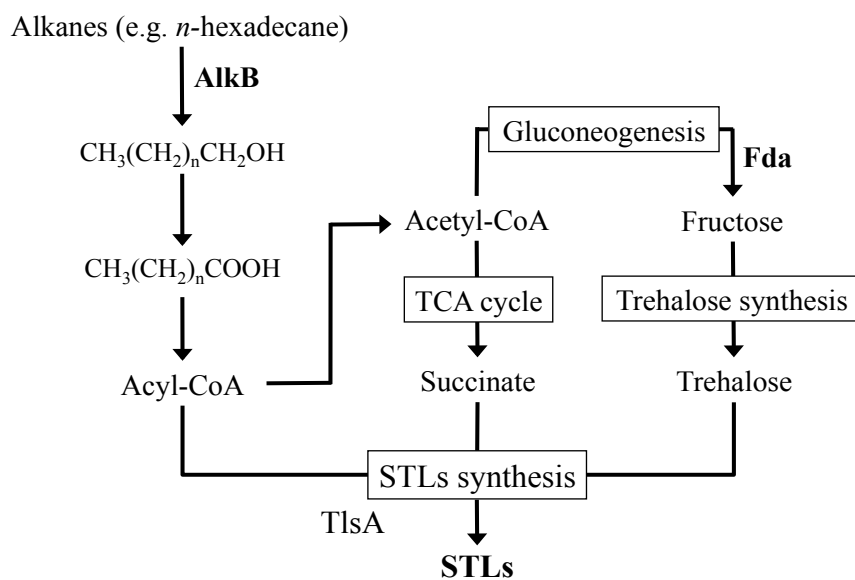 Alkanes (e.g. n-hexadecane)
AlkB
CH₃(CH₂)ₙCH₂OH
CH₃(CH₂)ₙCOOH
Acyl-CoA
Gluconeogenesis
Fda
Acetyl-CoA
Fructose
TCA cycle
Trehalose synthesis
Succinate
Trehalose
STLs synthesis
TlsA
STLs